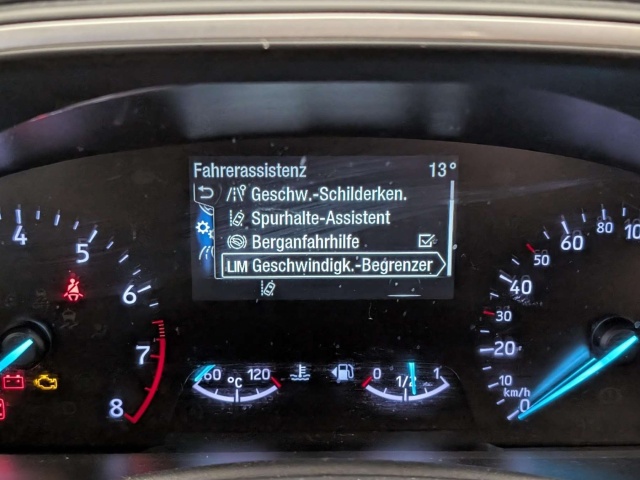 Fahrerassistenz 13°
Geschw.-Schilderken.
Spurhalte-Assistent
Berganfahrhilfe
LIM Geschwindigk.-Begrenzer
4 5 6 7 8
60 °C 120
0 1/2 1
0 10 20 30 40 50 60 80
km/h